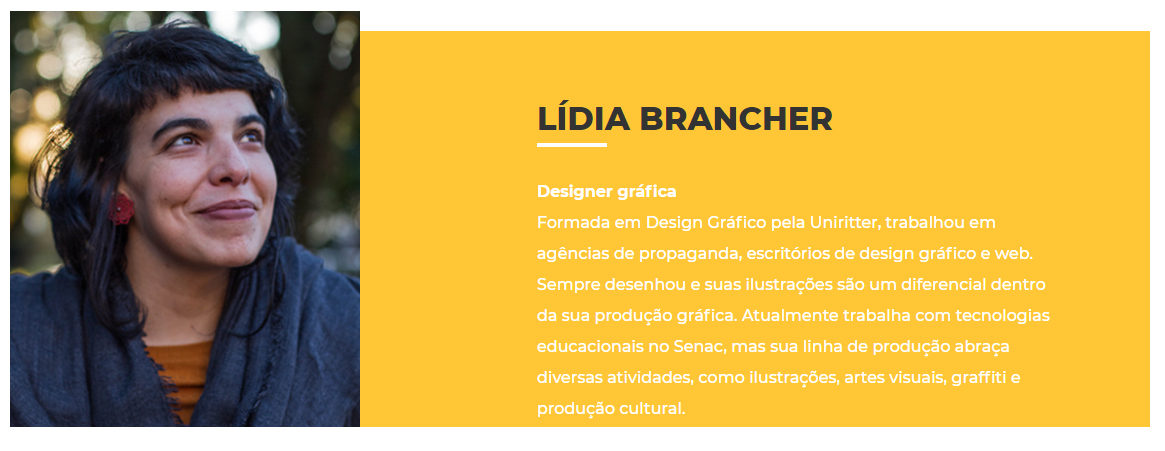 LÍDIA BRANCHER
Designer gráfica
Formada em Design Gráfico pela Uniritter, trabalhou em
agências de propaganda, escritórios de design gráfico e web.
Sempre desenhou e suas ilustrações são um diferencial dentro
da sua produção gráfica. Atualmente trabalha com tecnologias
educacionais no Senac, mas sua linha de produção abraça
diversas atividades, como ilustrações, artes visuais, graffiti e
produção cultural.